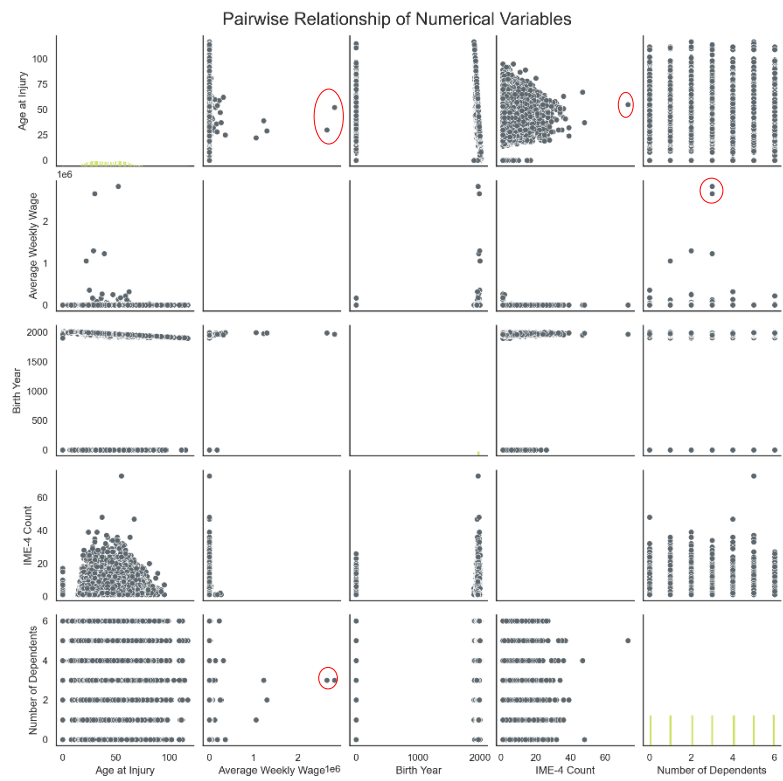 Pairwise Relationship of Numerical Variables
Age at Injury
100
75
50
25
0
1e6
Average Weekly Wage
2
1
0
Birth Year
2000
1500
1000
500
0
IME-4 Count
60
40
20
0
Number of Dependents
6
4
2
0
0 50 100
0 1 2 1e6
0 1000 2000
0 20 40 60
0 2 4 6
Age at Injury
Average Weekly Wage
Birth Year
IME-4 Count
Number of Dependents